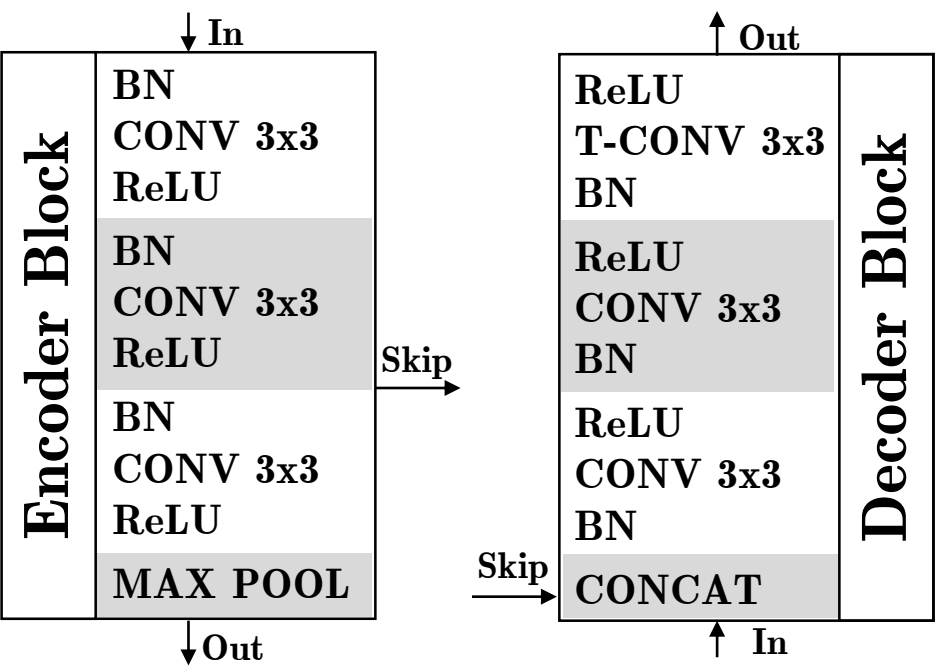 In
Encoder Block
BN
CONV 3x3
ReLU
BN
CONV 3x3
ReLU
Skip
BN
CONV 3x3
ReLU
MAX POOL
Out
Out
ReLU
T-CONV 3x3
BN
ReLU
CONV 3x3
BN
ReLU
CONV 3x3
BN
Skip
CONCAT
In
Decoder Block